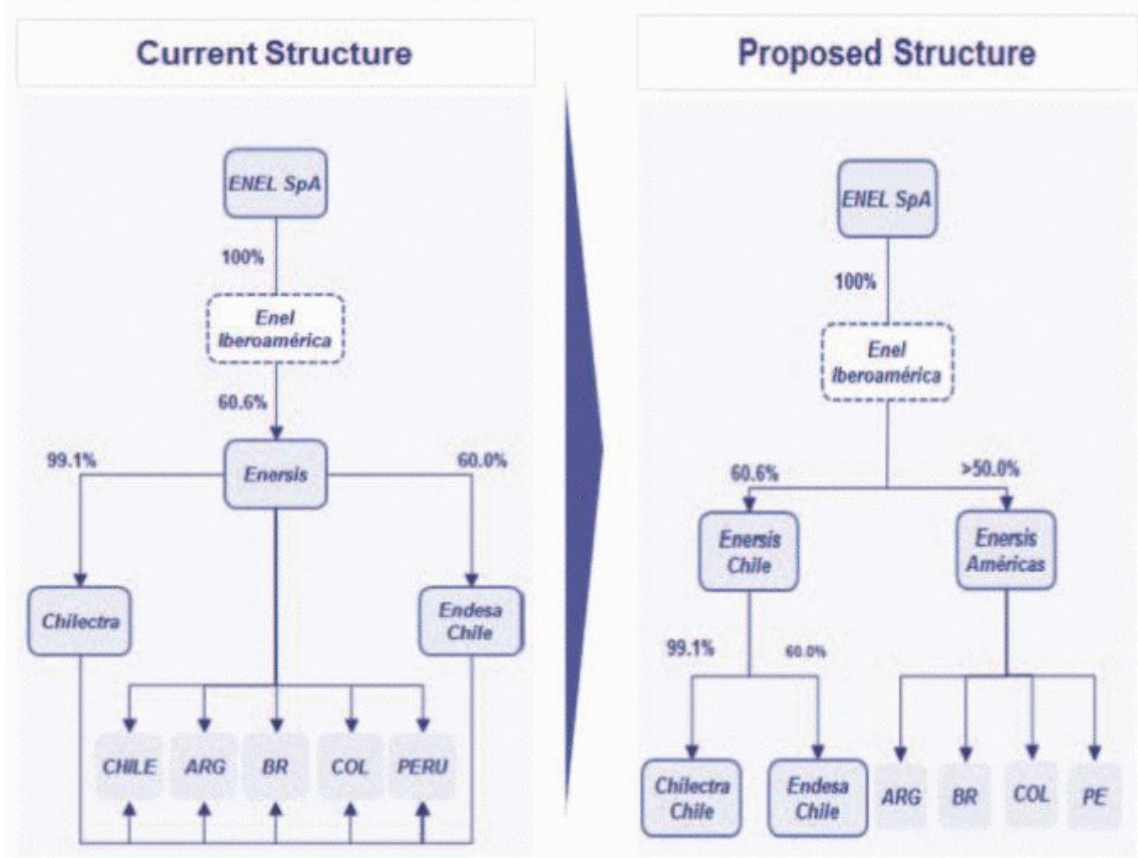 Current Structure
ENEL SpA
100%
Enel
Iberoamérica
60.6%
99.1%
60.0%
Enersis
Chilectra
Endesa
Chile
CHILE
ARG
BR
COL
PERU
Proposed Structure
ENEL SpA
100%
Enel
Iberoamérica
60.6%
>50.0%
Enersis
Chile
Enersis
Américas
99.1%
60.0%
Chilectra
Chile
Endesa
Chile
ARG
BR
COL
PE